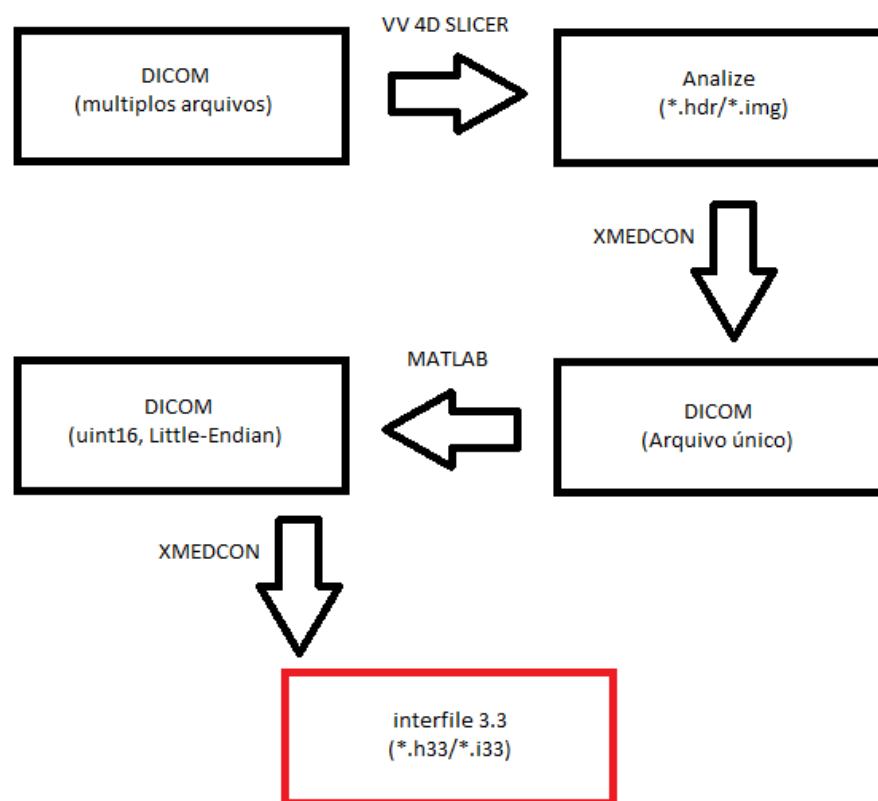 VV 4D SLICER
DICOM
(multiplos arquivos)
Analize
(*.hdr/*.img)
XMEDCON
DICOM
(Arquivo único)
MATLAB
DICOM
(uint16, Little-Endian)
XMEDCON
interfile 3.3
(*.h33/*.i33)